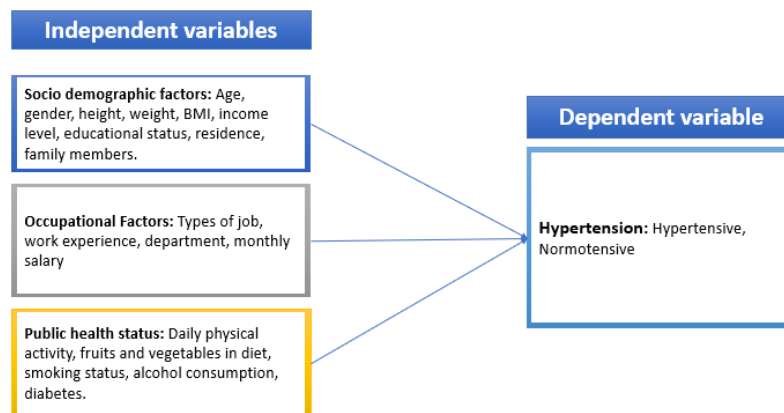 Independent variables
Socio demographic factors: Age,
gender, height, weight, BMI, income
level, educational status, residence,
family members.
Occupational Factors: Types of job,
work experience, department, monthly
salary
Public health status: Daily physical
activity, fruits and vegetables in diet,
smoking status, alcohol consumption,
diabetes.
Dependent variable
Hypertension: Hypertensive,
Normotensive